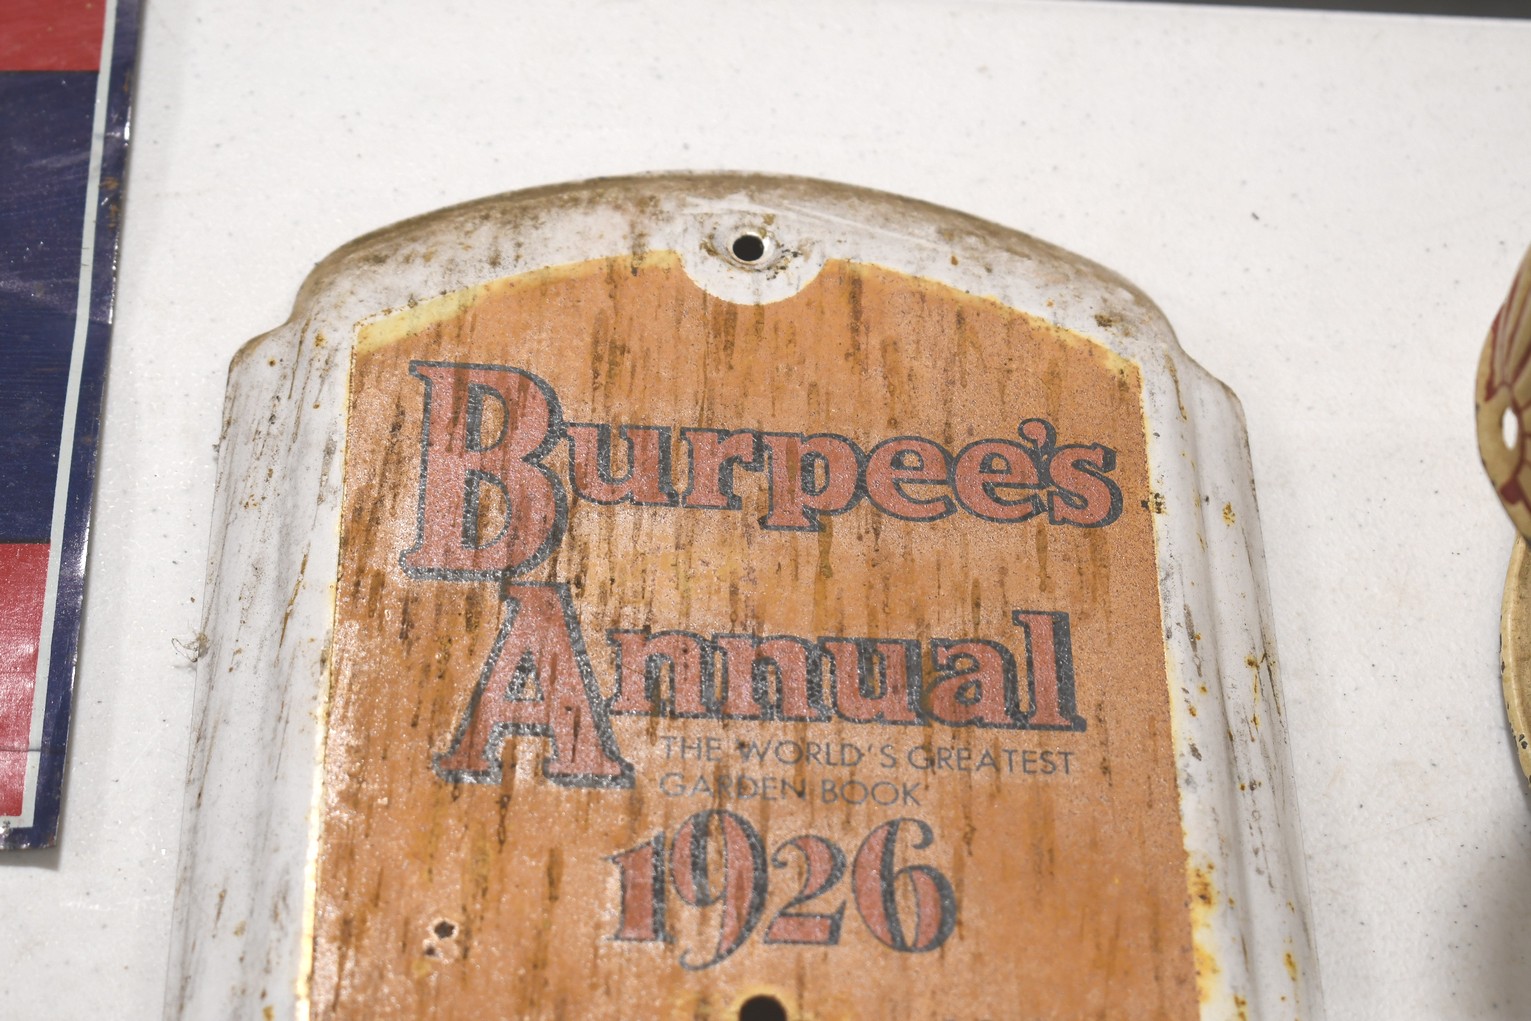 Burpee's
Annual
THE WORLD'S GREATEST
GARDEN BOOK
1926